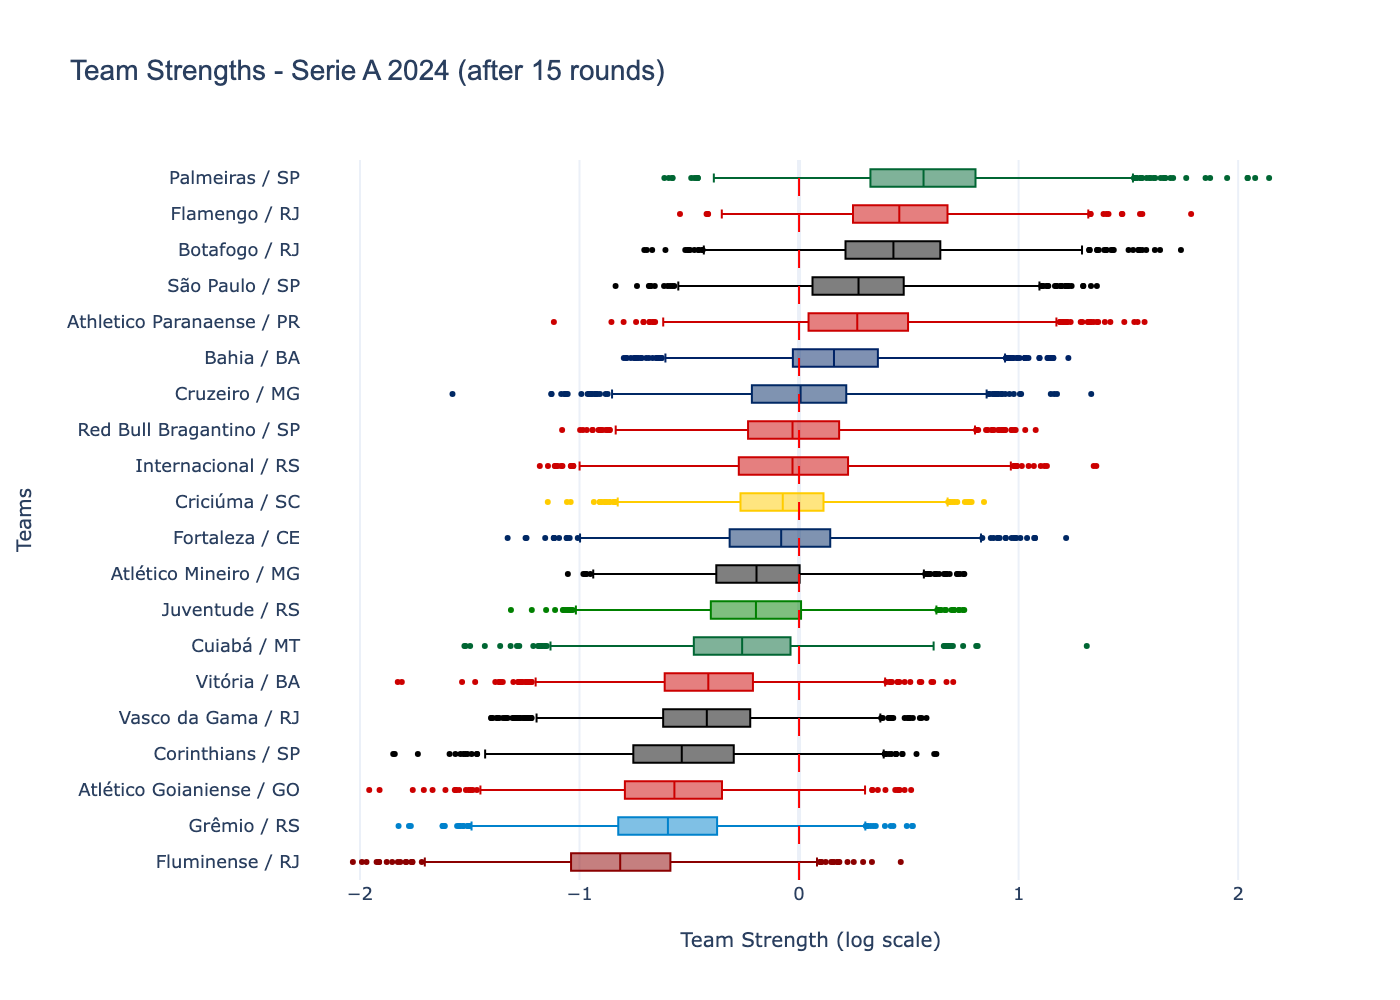 Team Strengths - Serie A 2024 (after 15 rounds)
Palmeiras / SP
Flamengo / RJ
Botafogo / RJ
São Paulo / SP
Athletico Paranaense / PR
Bahia / BA
Cruzeiro / MG
Red Bull Bragantino / SP
Internacional / RS
Criciúma / SC
Fortaleza / CE
Atlético Mineiro / MG
Juventude / RS
Cuiabá / MT
Vitória / BA
Vasco da Gama / RJ
Corinthians / SP
Atlético Goianiense / GO
Grêmio / RS
Fluminense / RJ
Teams
−2 −1 0 1 2
Team Strength (log scale)